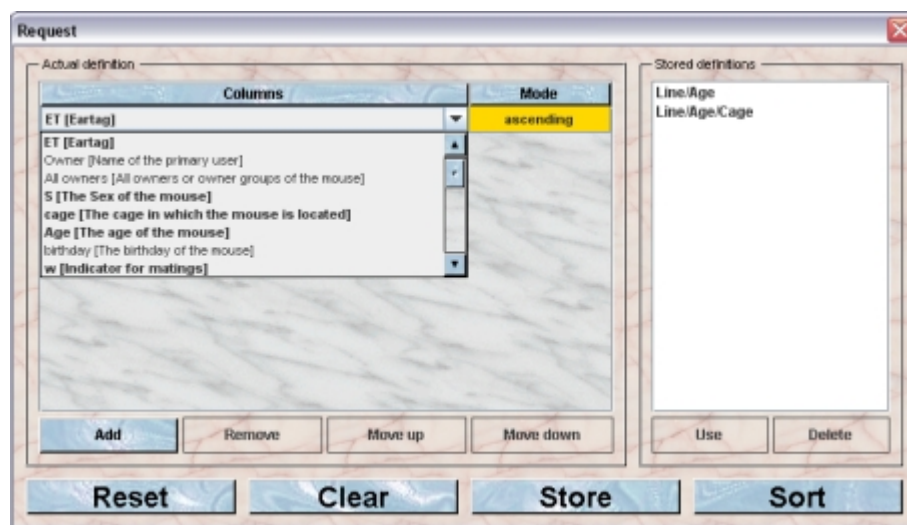 Request
Actual definition
Columns Mode
ET [Eartag] ascending
ET [Eartag]
Owner [Name of the primary user]
All owners [All owners or owner groups of the mouse]
S [The Sex of the mouse]
cage [The cage in which the mouse is located]
Age [The age of the mouse]
birthday [The birthday of the mouse]
w [Indicator for matings]
Add Remove Move up Move down
Stored definitions
Line/Age
Line/Age/Cage
Use Delete
Reset Clear Store Sort